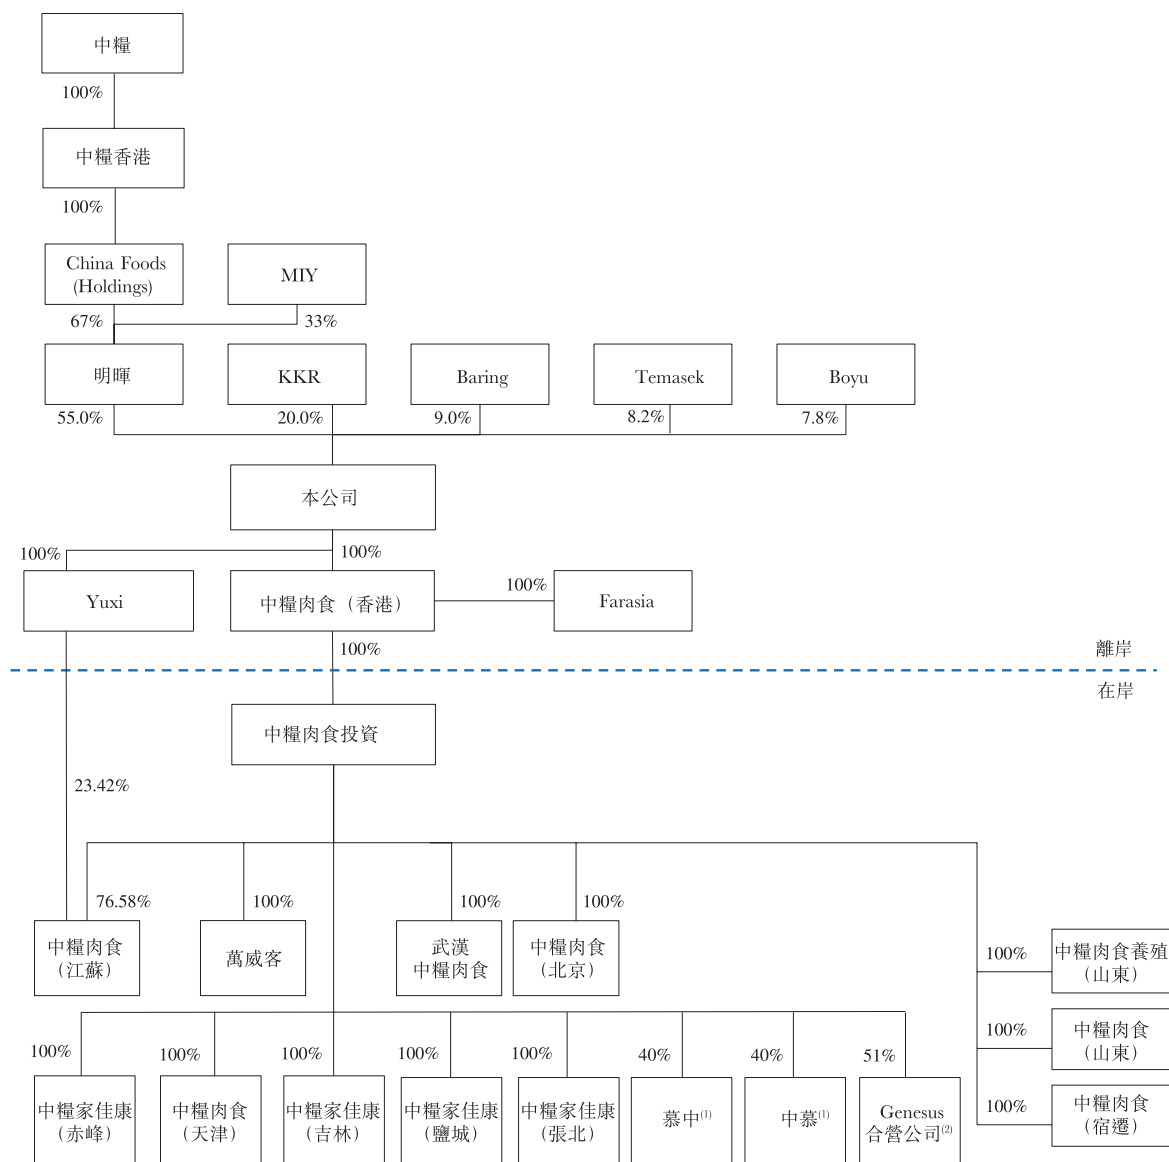 中糧
100%
中糧香港
100%
China Foods
(Holdings)
MIY
67%
33%
明暉
KKR
Baring
Temasek
Boyu
55.0%
20.0%
9.0%
8.2%
7.8%
本公司
100%
100%
Yuxi
中糧肉食（香港）
100%
Farasia
100%
離岸
在岸
中糧肉食投資
23.42%
76.58%
100%
100%
100%
中糧肉食
（江蘇）
萬威客
武漢
中糧肉食
中糧肉食
（北京）
100%
中糧肉食養殖
（山東）
100%
中糧肉食
（山東）
100%
中糧肉食
（宿遷）
100%
100%
100%
100%
100%
40%
40%
51%
中糧家佳康
（赤峰）
中糧肉食
（天津）
中糧家佳康
（吉林）
中糧家佳康
（鹽城）
中糧家佳康
（張北）
慕中(1)
中慕(1)
Genesus
合營公司(2)